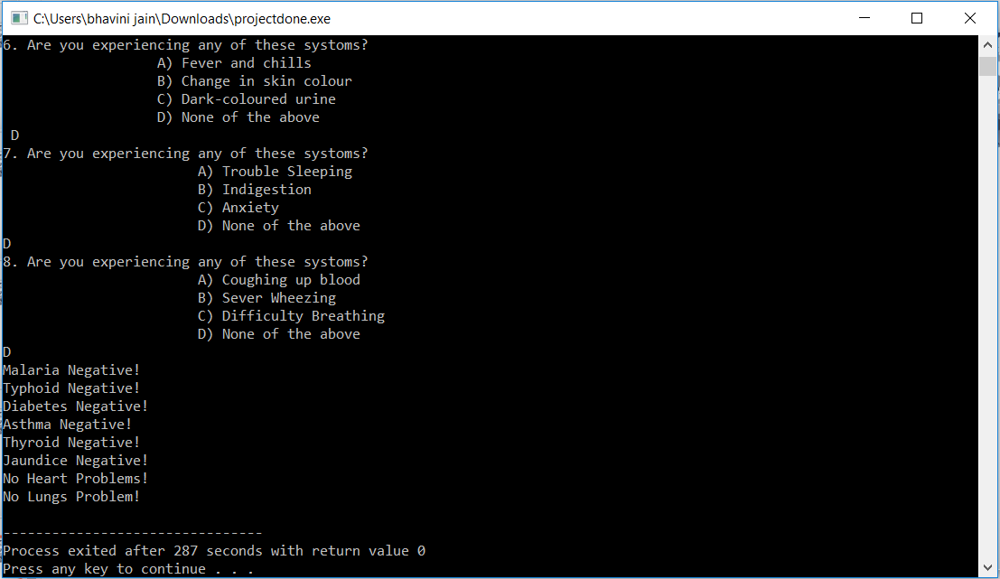 C:\Users\bhavini jain\Downloads\projectdone.exe
6. Are you experiencing any of these systoms?
A) Fever and chills
B) Change in skin colour
C) Dark-coloured urine
D) None of the above
D
7. Are you experiencing any of these systoms?
A) Trouble Sleeping
B) Indigestion
C) Anxiety
D) None of the above
D
8. Are you experiencing any of these systoms?
A) Coughing up blood
B) Sever Wheezing
C) Difficulty Breathing
D) None of the above
D
Malaria Negative!
Typhoid Negative!
Diabetes Negative!
Asthma Negative!
Thyroid Negative!
Jaundice Negative!
No Heart Problems!
No Lungs Problem!
--------------------------------
Process exited after 287 seconds with return value 0
Press any key to continue . . .